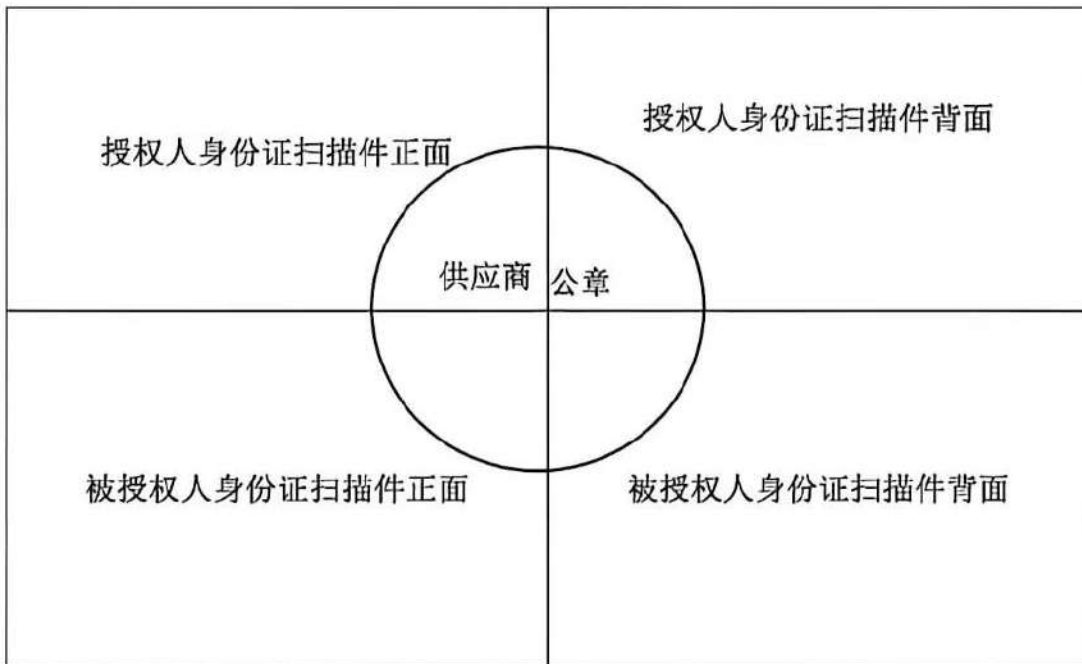 授权人身份证扫描件正面
授权人身份证扫描件背面
供应商 公章
被授权人身份证扫描件正面
被授权人身份证扫描件背面